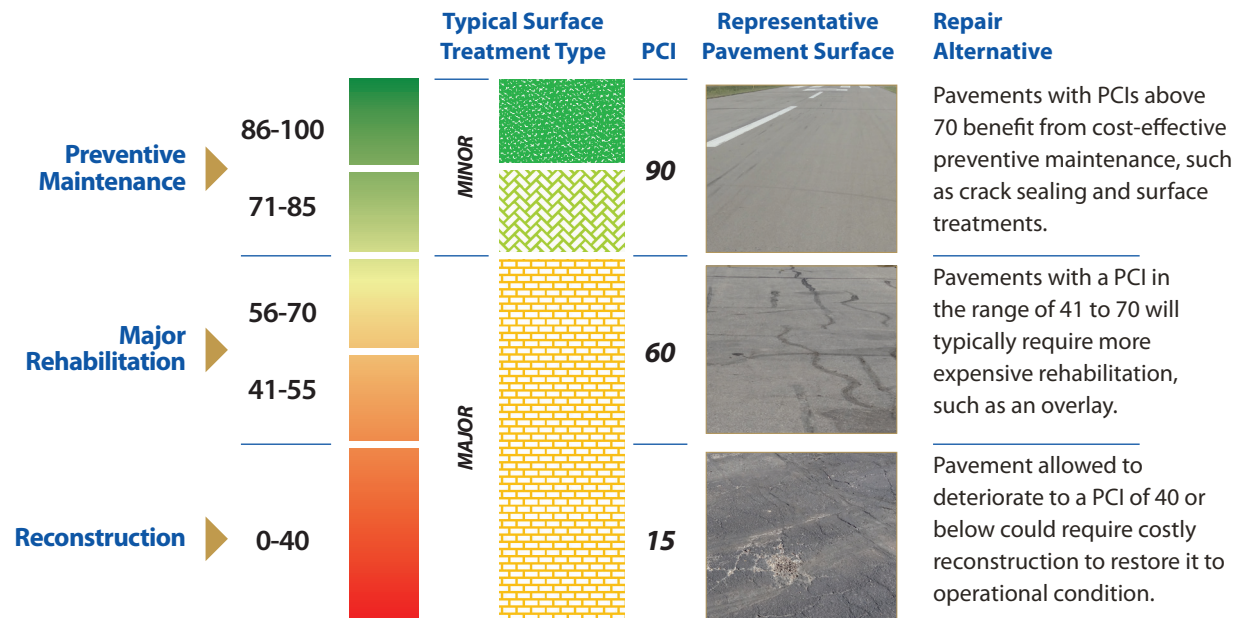 Typical Surface
Treatment Type
PCI
Representative
Pavement Surface
Repair
Alternative
Preventive
Maintenance
86-100
71-85
MINOR
90
Pavements with PCIs above
70 benefit from cost-effective
preventive maintenance, such
as crack sealing and surface
treatments.
Major
Rehabilitation
56-70
41-55
MAJOR
60
Pavements with a PCI in
the range of 41 to 70 will
typically require more
expensive rehabilitation,
such as an overlay.
Reconstruction
0-40
15
Pavement allowed to
deteriorate to a PCI of 40 or
below could require costly
reconstruction to restore it to
operational condition.